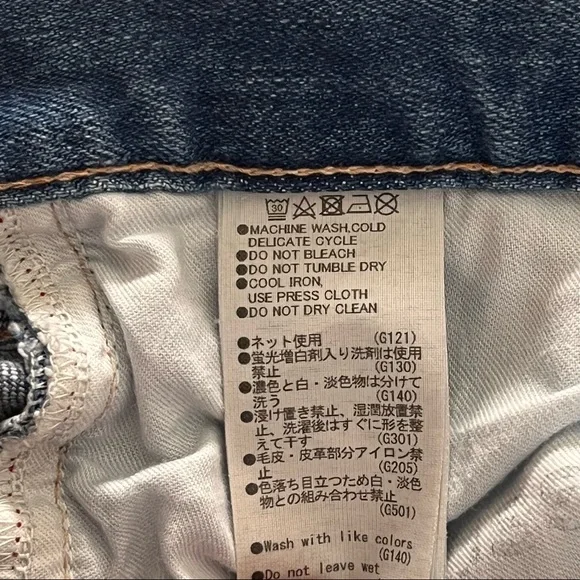 30
●MACHINE WASH,COLD
DELICATE CYCLE
●DO NOT BLEACH
●DO NOT TUMBLE DRY
●COOL IRON,
USE PRESS CLOTH
●DO NOT DRY CLEAN
●ネット使用 (G121)
●蛍光増白剤入り洗剤は使用
禁止 (G130)
●濃色と白・淡色物は分けて
洗う (G140)
●浸け置き禁止、湿潤放置禁
止、洗濯後はすぐに形を整
えて干す (G301)
●毛皮・皮革部分アイロン禁
止 (G205)
●色落ち目立つため白・淡色
物との組み合わせ禁止
(G501)
●Wash with like colors
(G140)
●Do not leave wet